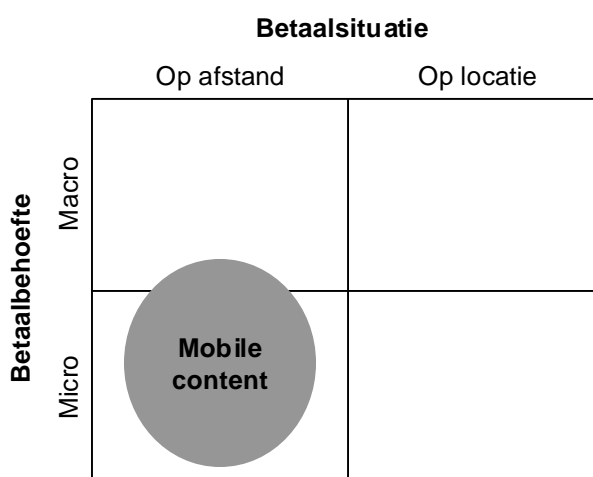 Betaalsituatie
Op afstand
Op locatie
Betaalbehoefte
Macro
Micro
Mobile
content